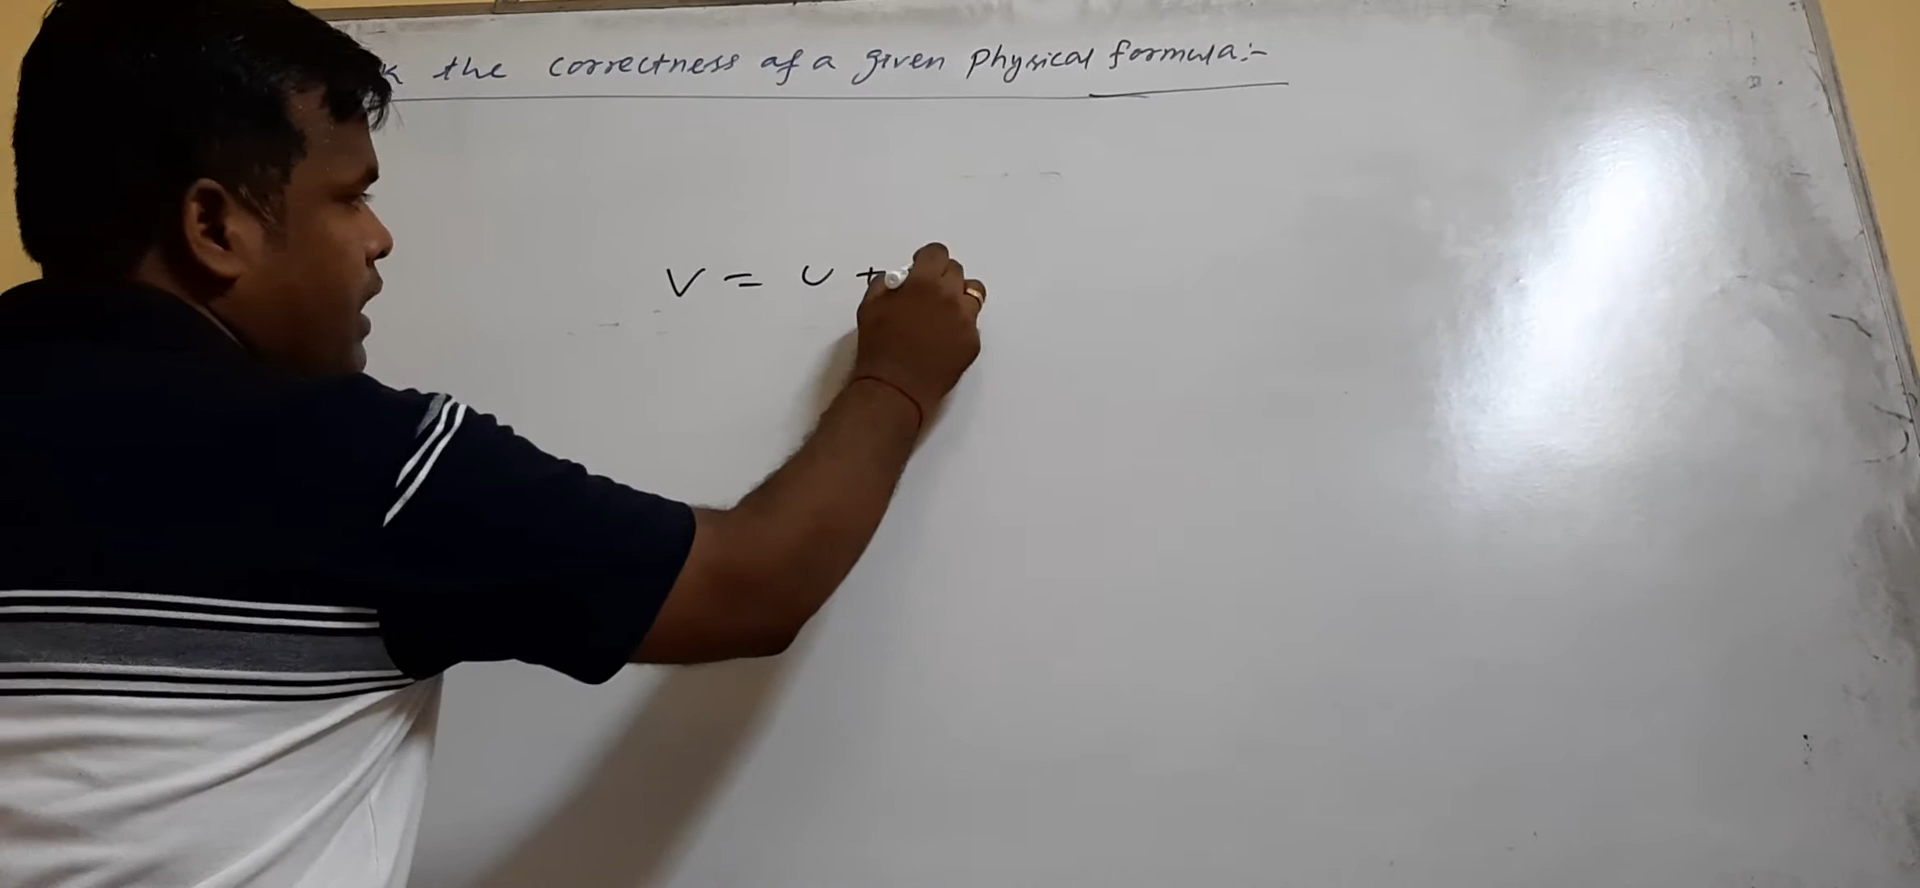 the correctness of a given physical formula:-
V = U +